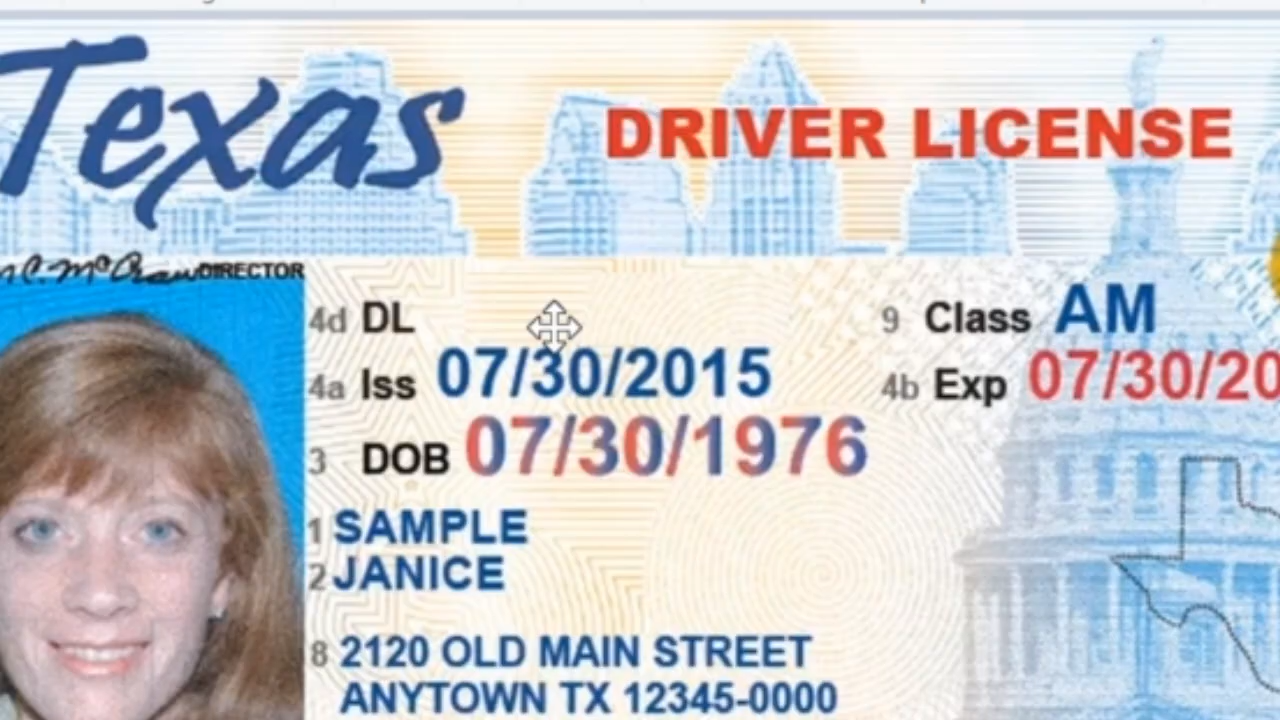 Texas
DRIVER LICENSE
DIRECTOR
4d DL
9 Class AM
4a Iss 07/30/2015
4b Exp 07/30/20
3 DOB 07/30/1976
1 SAMPLE
2 JANICE
8 2120 OLD MAIN STREET
ANYTOWN TX 12345-0000